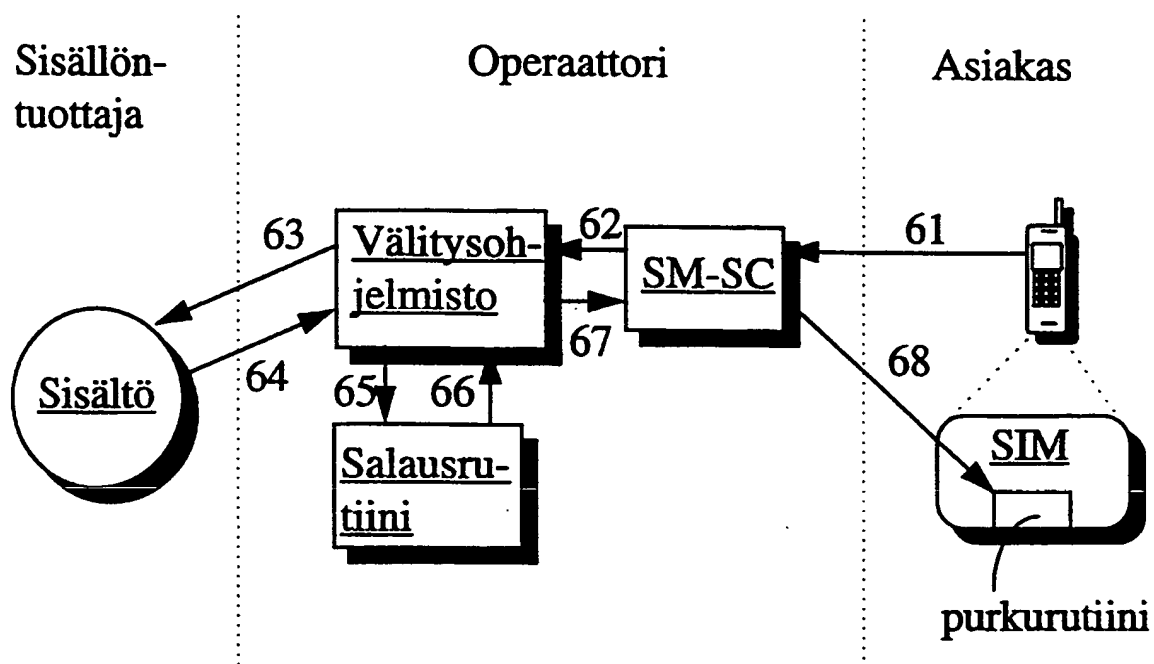 Sisällön-
tuottaja
Operaattori
Asiakas
63
Välitysoh-
jelmisto
62
SM-SC
61
67
64
Sisältö
65
66
68
Salausru-
tiini
SIM
purkurutiini